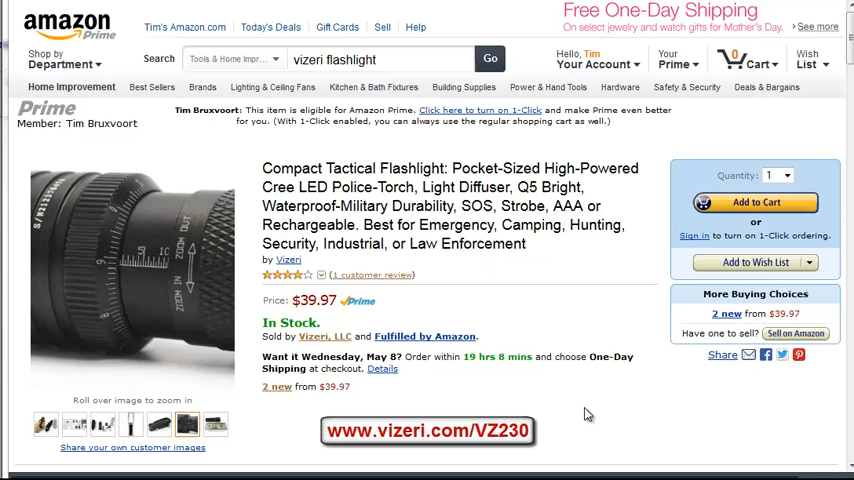 amazon
Prime
Tim's Amazon.com Today's Deals Gift Cards Sell Help
Free One-Day Shipping
On select jewelry and watch gifts for Mother's Day.
See more
Shop by
Department
Search Tools & Home Impr... vizeri flashlight Go
Hello, Tim
Your Account
Your
Prime
0
Cart
Wish
List
Home Improvement Best Sellers Brands Lighting & Ceiling Fans Kitchen & Bath Fixtures Building Supplies Power & Hand Tools Hardware Safety & Security Deals & Bargains
Prime
Member: Tim Bruxvoort
Tim Bruxvoort: This item is eligible for Amazon Prime. Click here to turn on 1-Click and make Prime even better
for you. (With 1-Click enabled, you can always use the regular shopping cart as well.)
ZOOM OUT
ZOOM IN
Roll over image to zoom in
Share your own customer images
Compact Tactical Flashlight: Pocket-Sized High-Powered
Cree LED Police-Torch, Light Diffuser, Q5 Bright,
Waterproof-Military Durability, SOS, Strobe, AAA or
Rechargeable. Best for Emergency, Camping, Hunting,
Security, Industrial, or Law Enforcement
by Vizeri
(1 customer review)
Price: $39.97 Prime
In Stock.
Sold by Vizeri, LLC and Fulfilled by Amazon.
Want it Wednesday, May 8? Order within 19 hrs 8 mins and choose One-Day
Shipping at checkout. Details
2 new from $39.97
www.vizeri.com/VZ230
Quantity: 1
Add to Cart
or
Sign in to turn on 1-Click ordering.
Add to Wish List
More Buying Choices
2 new from $39.97
Have one to sell? Sell on Amazon
Share